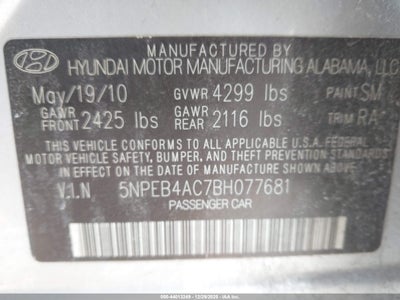 MANUFACTURED BY
HYUNDAI MOTOR MANUFACTURING ALABAMA, LLC
May/19/10 GVWR 4299 lbs PAINT SM
GAWR FRONT 2425 lbs GAWR REAR 2116 lbs TRIM RA
THIS VEHICLE CONFORMS TO ALL APPLICABLE U.S.A. FEDERAL
MOTOR VEHICLE SAFETY, BUMPER, AND THEFT PREVENTION STANDARDS
IN EFFECT ON THE DATE OF MANUFACTURE SHOWN ABOVE.
V.I.N 5NPEB4AC7BH077681
PASSENGER CAR